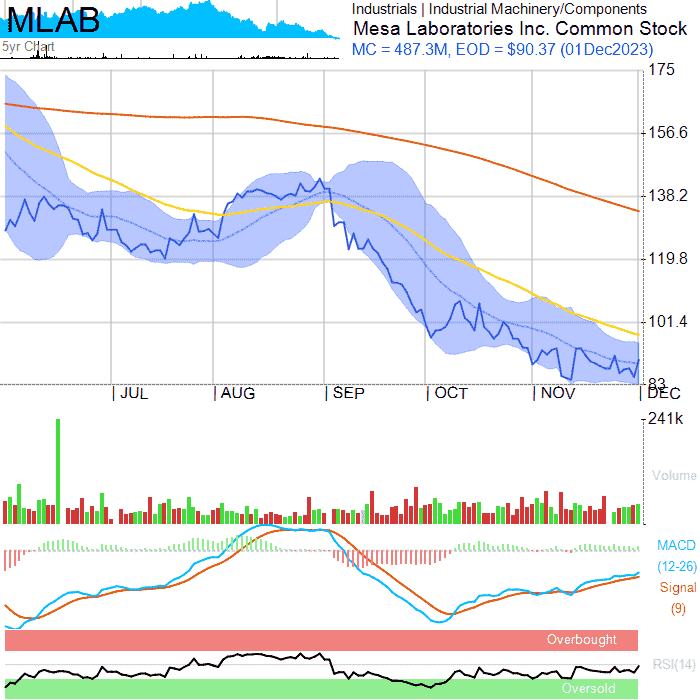 MLAB
5yr Chart
Industrials | Industrial Machinery/Components
Mesa Laboratories Inc. Common Stock
MC = 487.3M, EOD = $90.37 (01Dec2023)
175
156.6
138.2
119.8
101.4
83
JUL AUG SEP OCT NOV DEC
241k
Volume
MACD
(12-26)
Signal
(9)
Overbought
RSI(14)
Oversold